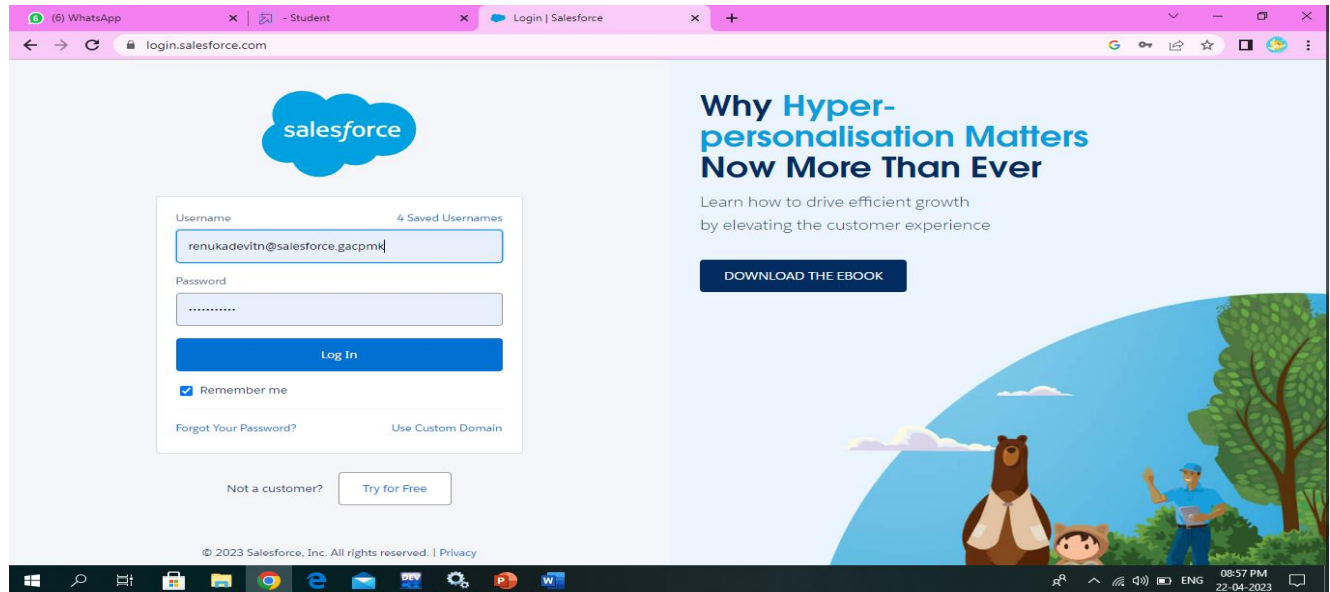 6 (6) WhatsApp
- Student
Login | Salesforce
login.salesforce.com
salesforce
Username 4 Saved Usernames
renukadevitn@salesforce.gacpmk
Password
...........
Log In
Remember me
Forgot Your Password? Use Custom Domain
Not a customer? Try for Free
© 2023 Salesforce, Inc. All rights reserved. | Privacy
Why Hyper-
personalisation Matters
Now More Than Ever
Learn how to drive efficient growth
by elevating the customer experience
DOWNLOAD THE EBOOK
DEV
ENG
08:57 PM
22-04-2023